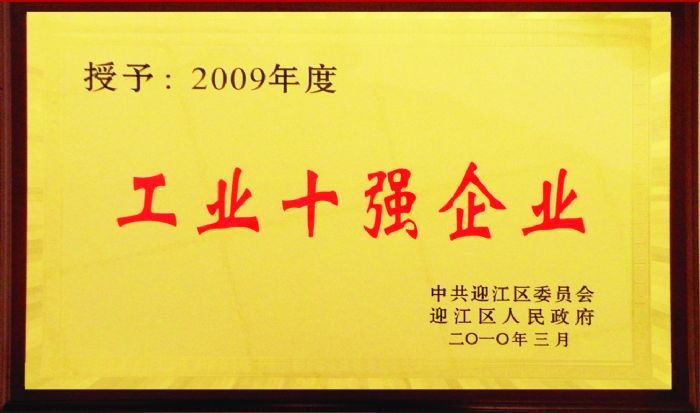 授予：2009年度
工业十强企业
中共迎江区委员会
迎江区人民政府
二〇一〇年三月